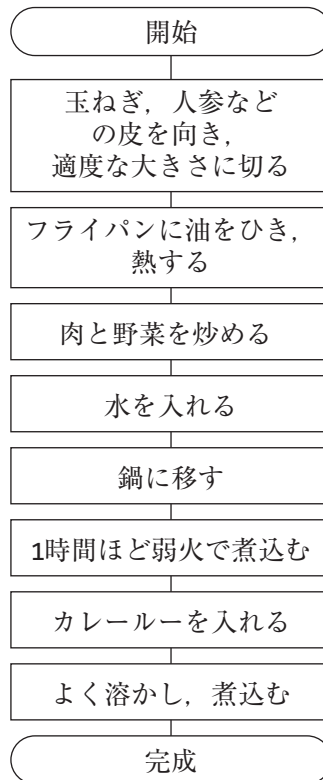 開始
玉ねぎ，人参など
の皮を向き，
適度な大きさに切る
フライパンに油をひき，
熱する
肉と野菜を炒める
水を入れる
鍋に移す
1時間ほど弱火で煮込む
カレールーを入れる
よく溶かし，煮込む
完成